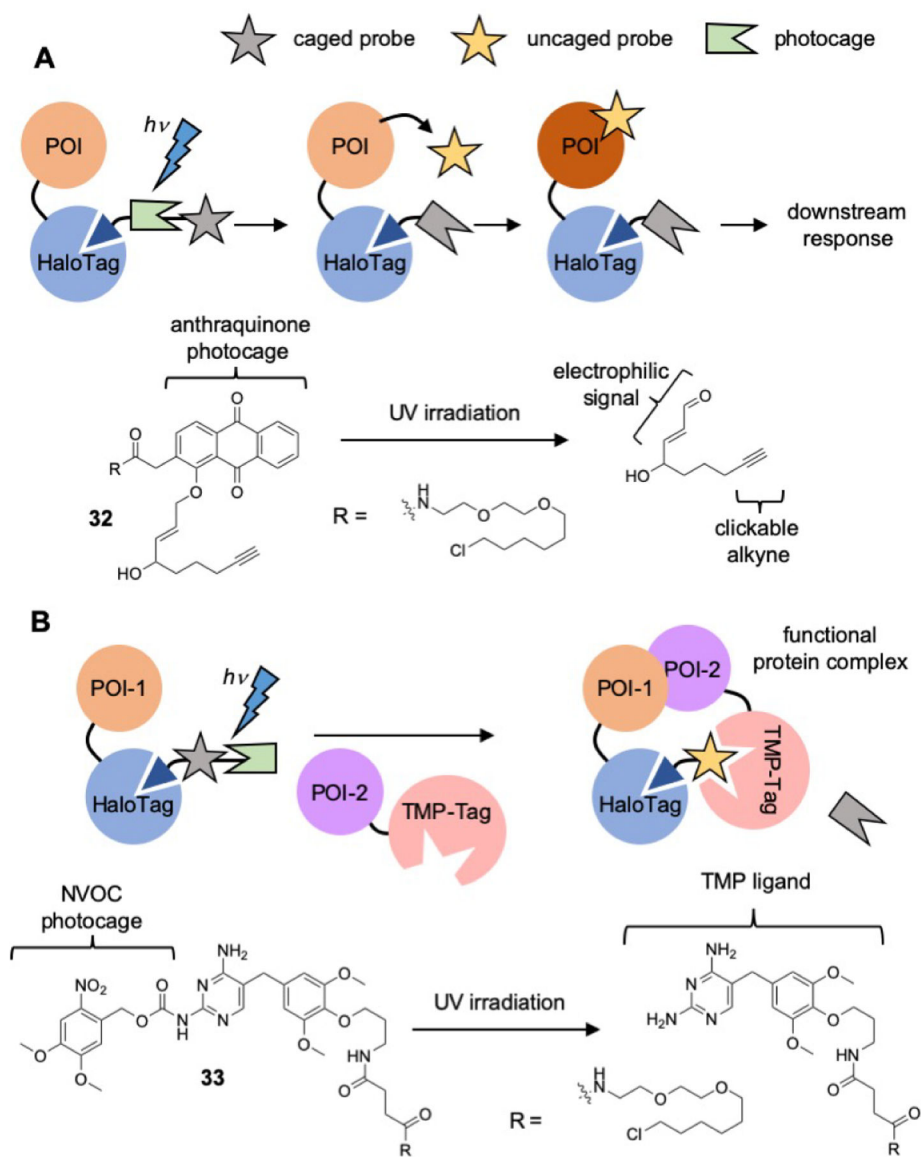 caged probe
uncaged probe
photocage
A
hν
POI
HaloTag
POI
HaloTag
POI
HaloTag
downstream
response
anthraquinone
photocage
O
O
R
O
O
HO
32
UV irradiation
R =
H
N
O
O
Cl
electrophilic
signal
O
HO
clickable
alkyne
B
POI-1
hν
HaloTag
POI-2
TMP-Tag
POI-1
POI-2
HaloTag
TMP-Tag
functional
protein complex
NVOC
photocage
NO2
O
O
O
O
N
H
N
N
NH2
O
O
O
HN
O
O
R
33
UV irradiation
R =
H
N
O
O
Cl
TMP ligand
NH2
N
H2N
N
O
O
O
HN
O
O
R